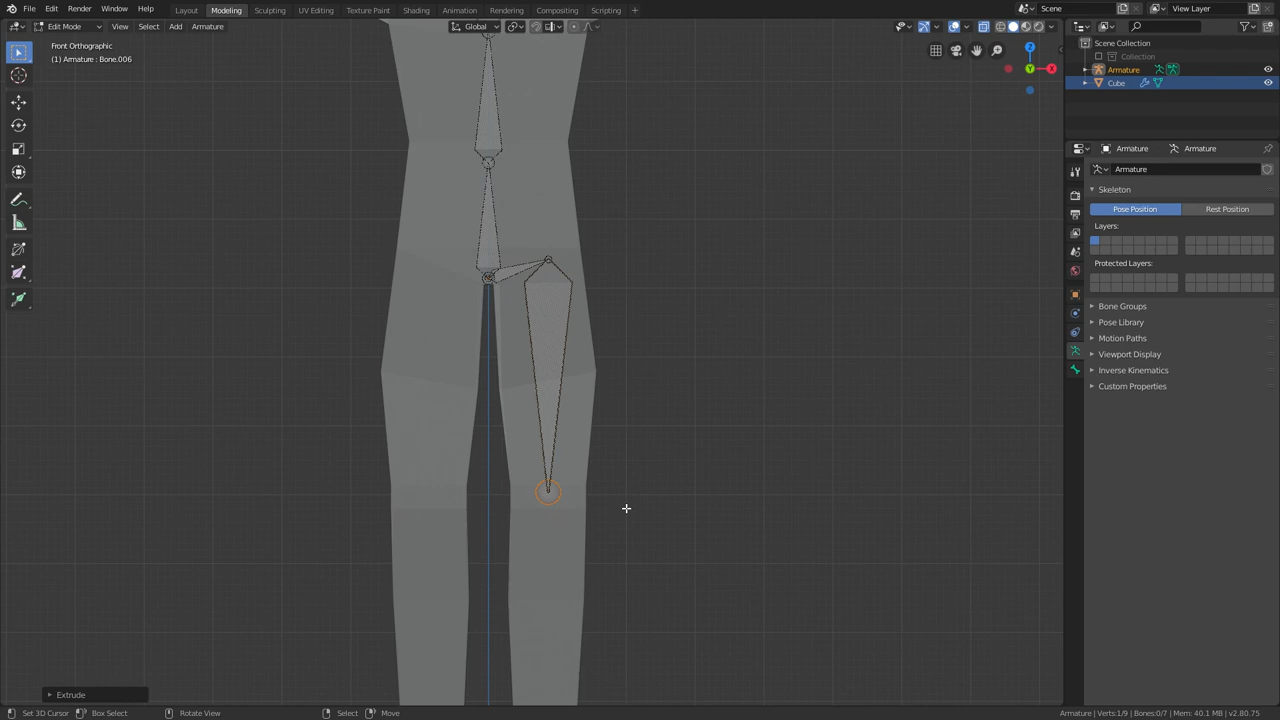 File Edit Render Window Help Layout Modeling Sculpting UV Editing Texture Paint Shading Animation Rendering Compositing Scripting + Scene View Layer
Edit Mode View Select Add Armature Global
Front Orthographic
(1) Armature : Bone.006
Z
Y
X
Scene Collection
Collection
Armature
Cube
Armature Armature
Armature
Skeleton
Pose Position Rest Position
Layers:
Protected Layers:
Bone Groups
Pose Library
Motion Paths
Viewport Display
Inverse Kinematics
Custom Properties
Extrude
Set 3D Cursor Box Select Rotate View Select Move Armature | Verts:1/9 | Bones:0/7 | Mem: 40.1 MB | v2.80.75